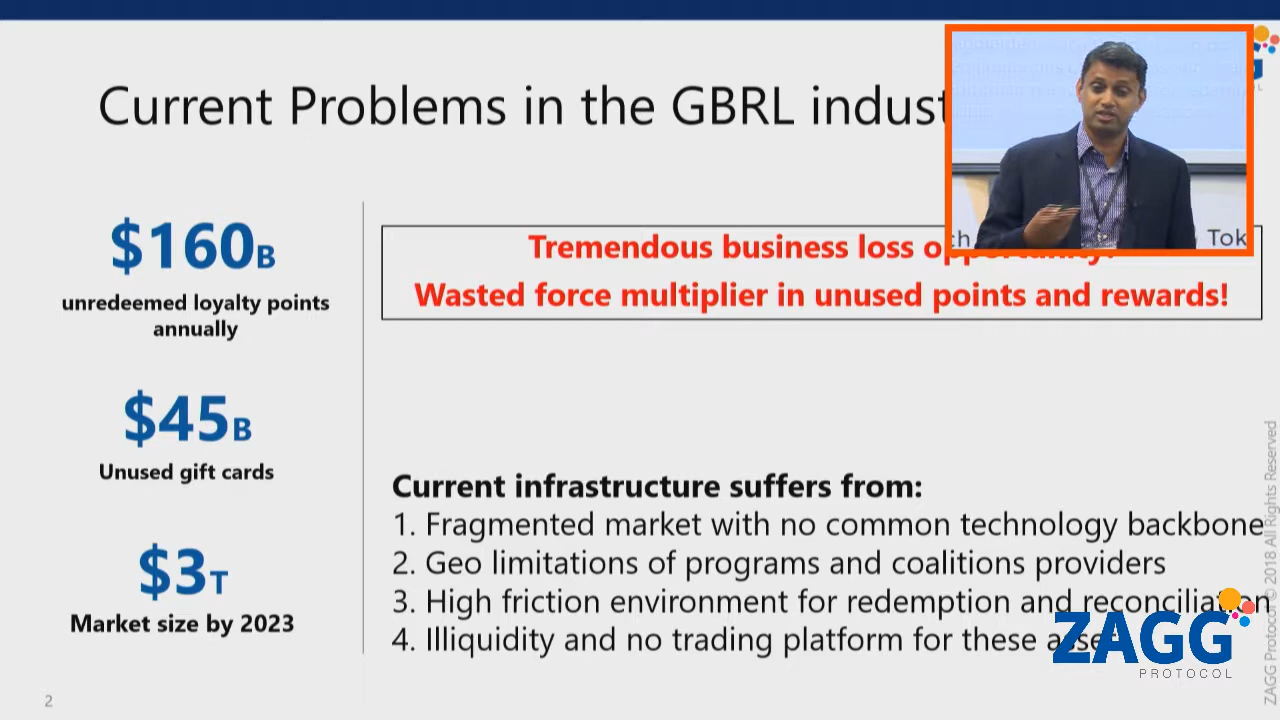 Current Problems in the GBRL indust
$160B
unredeemed loyalty points
annually
$45B
Unused gift cards
$3T
Market size by 2023
Tremendous business loss opportunity!
Wasted force multiplier in unused points and rewards!
Current infrastructure suffers from:
1. Fragmented market with no common technology backbone
2. Geo limitations of programs and coalitions providers
3. High friction environment for redemption and reconciliation
4. Illiquidity and no trading platform for these asse
ch
Tok
ZAGG
PROTOCOL
ZAGG Protocol © 2018 All Rights Reserved
2